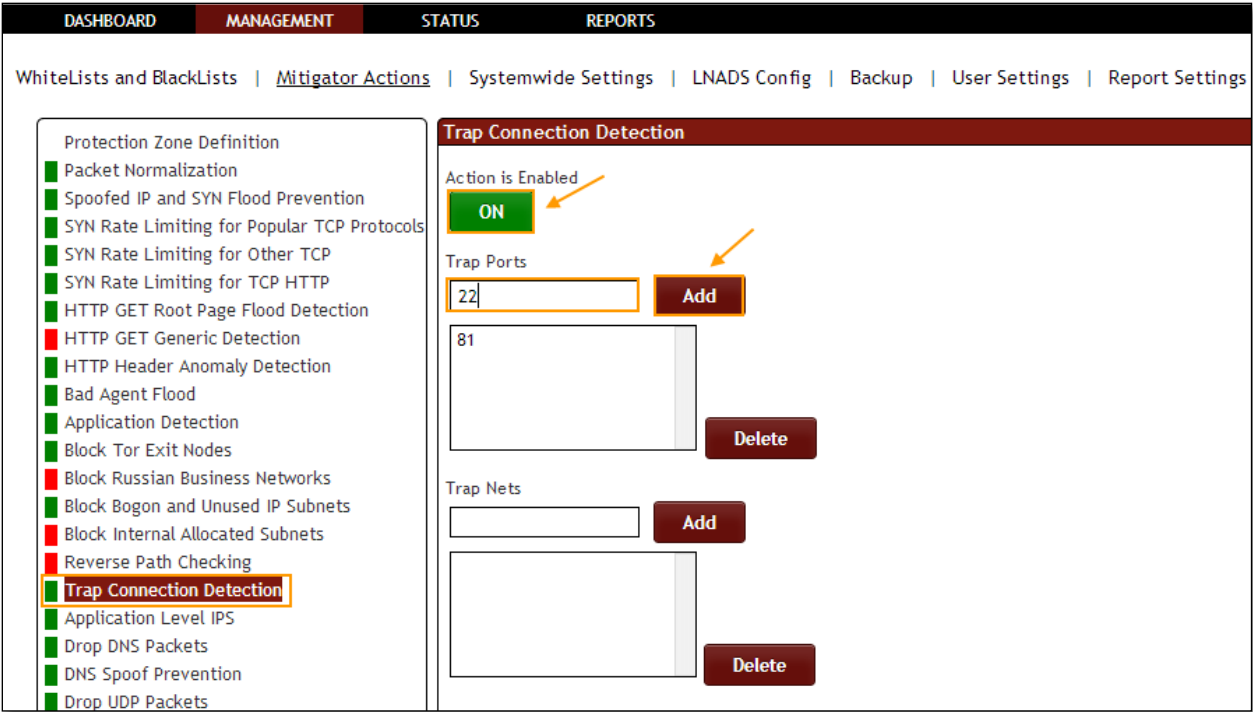 DASHBOARD MANAGEMENT STATUS REPORTS
WhiteLists and BlackLists | Mitigator Actions | Systemwide Settings | LNADS Config | Backup | User Settings | Report Settings
Protection Zone Definition
Packet Normalization
Spoofed IP and SYN Flood Prevention
SYN Rate Limiting for Popular TCP Protocols
SYN Rate Limiting for Other TCP
SYN Rate Limiting for TCP HTTP
HTTP GET Root Page Flood Detection
HTTP GET Generic Detection
HTTP Header Anomaly Detection
Bad Agent Flood
Application Detection
Block Tor Exit Nodes
Block Russian Business Networks
Block Bogon and Unused IP Subnets
Block Internal Allocated Subnets
Reverse Path Checking
Trap Connection Detection
Application Level IPS
Drop DNS Packets
DNS Spoof Prevention
Drop UDP Packets
Trap Connection Detection
Action is Enabled
ON
Trap Ports
22 Add
81
Delete
Trap Nets
Add
Delete